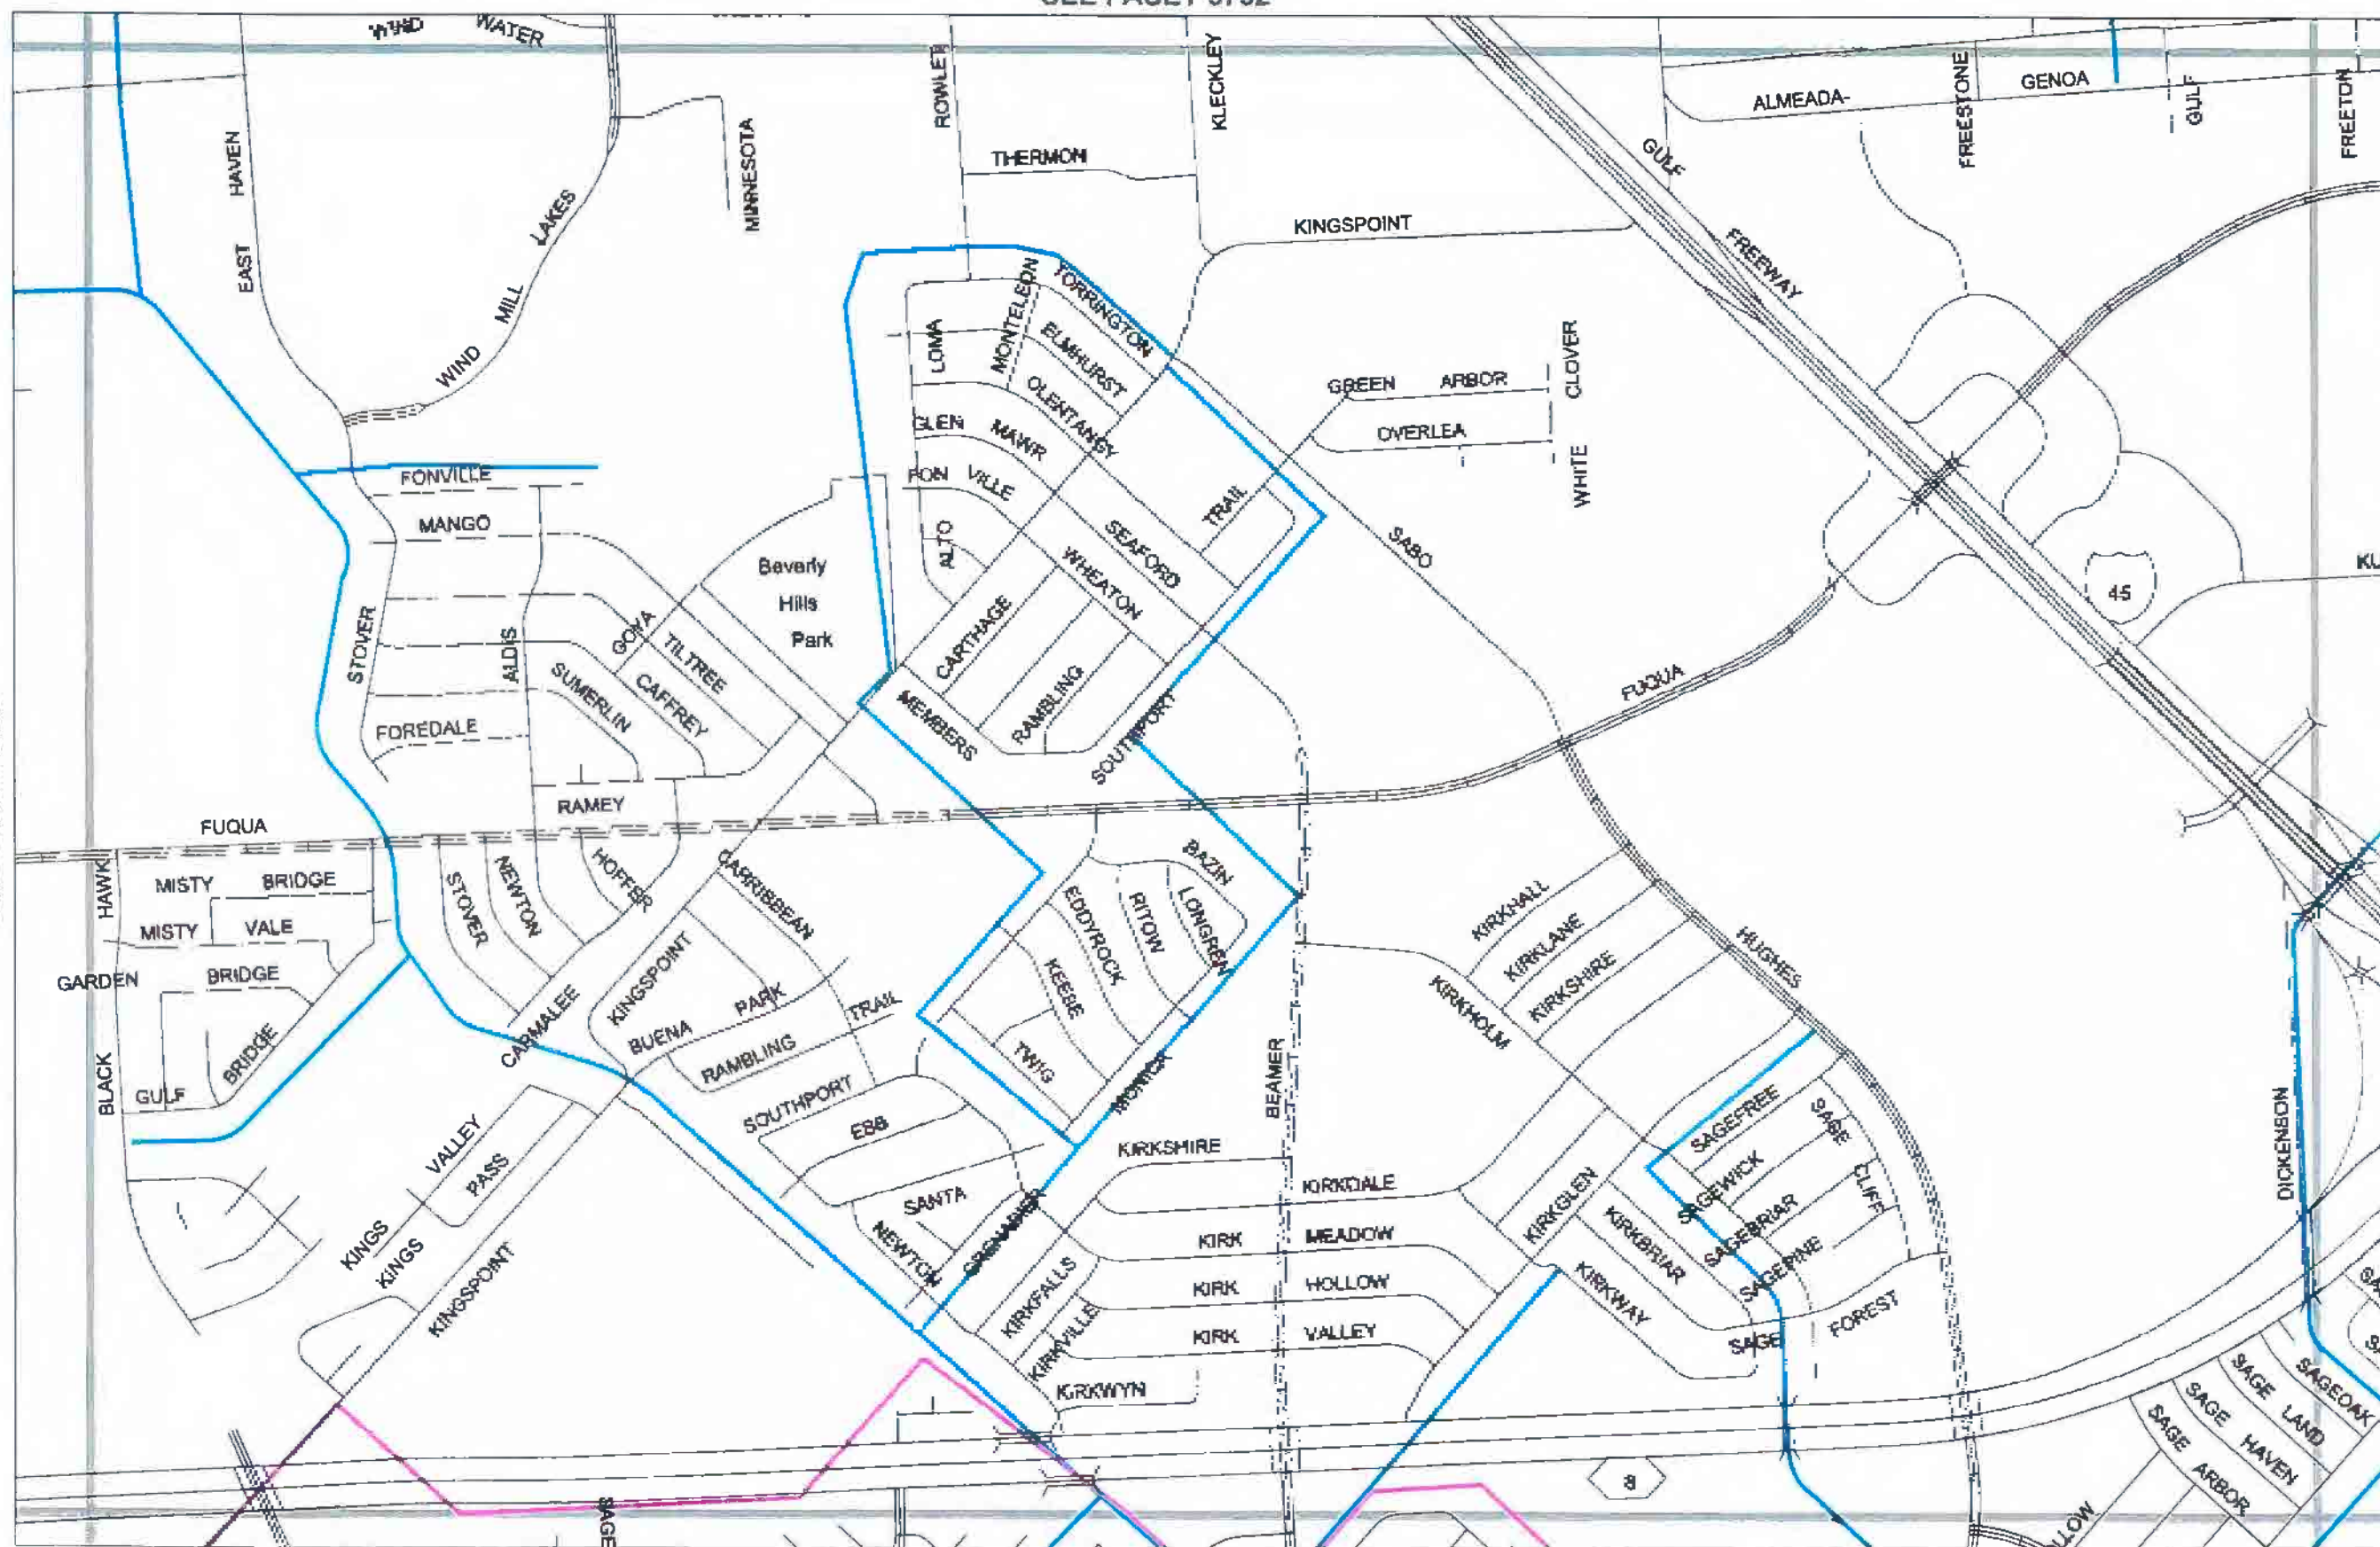 WIND WATER
ROWLETT
KLECKLEY
ALMEADA-
GENOA
FREESTONE
GULF
FREETON
EAST HAVEN
MINNESOTA
THERMON
GULF FREEWAY
KINGSPOINT
WIND MILL LAKES
LOMA
MONTELEON
TORRINGTON
ELMHURST
OLENTANGY
GREEN ARBOR
OVERLEA
WHITE CLOVER
GLEN MAWR
FON VILLE
FONVILLE
MANGO
ALTO
SEAFORD
TRAIL
SABO
WHEATON
CARTHAGE
Beverly
Hills
Park
45
KU
STOVER
ALDIS
GOYA
TILTREE
CAFFREY
SUMERLIN
FOREDALE
MEMBERS
RAMBLING
SOUTHPORT
FUQUA
RAMEY
FUQUA
BLACK HAWK
MISTY BRIDGE
MISTY VALE
GARDEN BRIDGE
GULF BRIDGE
STOVER
NEWTON
HOFFER
CARRIBBEAN
CARMALEE
KINGSPOINT
BUENA PARK
RAMBLING TRAIL
SOUTHPORT
EBB
SANTA
NEWTON
GRENADIER
BAZIN
EDDYROCK
RITOW
LONGREN
KEESE
TWIG
MONICA
BEAMER
KIRKHALL
KIRKLANE
KIRKSHIRE
KIRKHOLM
HUGHES
SAGEFREE
SAGEWICK
SAGEBRIAR
SAGEPINE
SAGE CLIFF
SAGE FOREST
DICKENSON
KIRKSHIRE
KIRKDALE
KIRK MEADOW
KIRK HOLLOW
KIRK VALLEY
KIRKWYN
KIRKFALLS
KIRKVILLE
KIRKGLEN
KIRKBRIAR
KIRKWAY
KINGS VALLEY
KINGS PASS
KINGSPOINT
8
SAGE
SAGEOAK
SAGE LAND
SAGE HAVEN
SAGE ARBOR